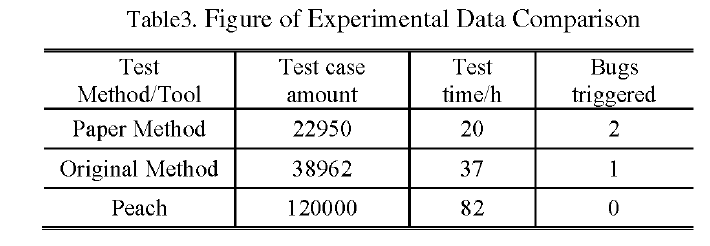 Table3. Figure of Experimental Data Comparison
Test Method/Tool Test case amount Test time/h Bugs triggered
Paper Method 22950 20 2
Original Method 38962 37 1
Peach 120000 82 0